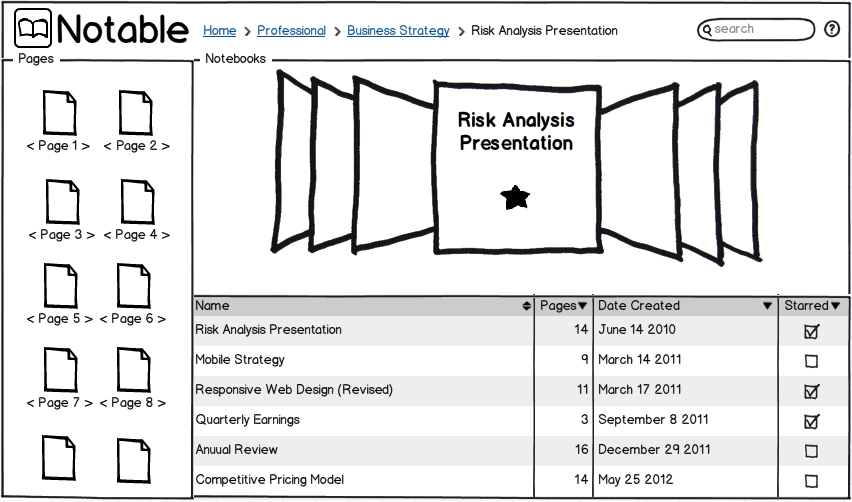 Notable
Home > Professional > Business Strategy > Risk Analysis Presentation
search
?
Pages
< Page 1 > < Page 2 >
< Page 3 > < Page 4 >
< Page 5 > < Page 6 >
< Page 7 > < Page 8 >
Notebooks
Risk Analysis
Presentation
Name Pages Date Created Starred
Risk Analysis Presentation 14 June 14 2010
Mobile Strategy 9 March 14 2011
Responsive Web Design (Revised) 11 March 17 2011
Quarterly Earnings 3 September 8 2011
Anuual Review 16 December 29 2011
Competitive Pricing Model 14 May 25 2012